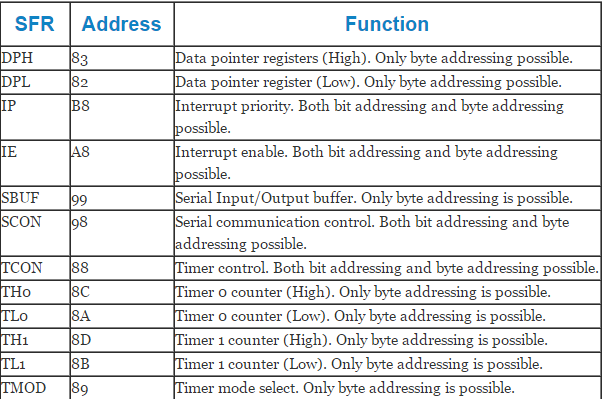 SFR Address Function
DPH 83 Data pointer registers (High). Only byte addressing possible.
DPL 82 Data pointer register (Low). Only byte addressing possible.
IP B8 Interrupt priority. Both bit addressing and byte addressing
possible.
IE A8 Interrupt enable. Both bit addressing and byte addressing
possible.
SBUF 99 Serial Input/Output buffer. Only byte addressing is possible.
SCON 98 Serial communication control. Both bit addressing and byte
addressing possible.
TCON 88 Timer control. Both bit addressing and byte addressing possible.
TH0 8C Timer 0 counter (High). Only byte addressing is possible.
TL0 8A Timer 0 counter (Low). Only byte addressing is possible.
TH1 8D Timer 1 counter (High). Only byte addressing is possible.
TL1 8B Timer 1 counter (Low). Only byte addressing is possible.
TMOD 89 Timer mode select. Only byte addressing is possible.